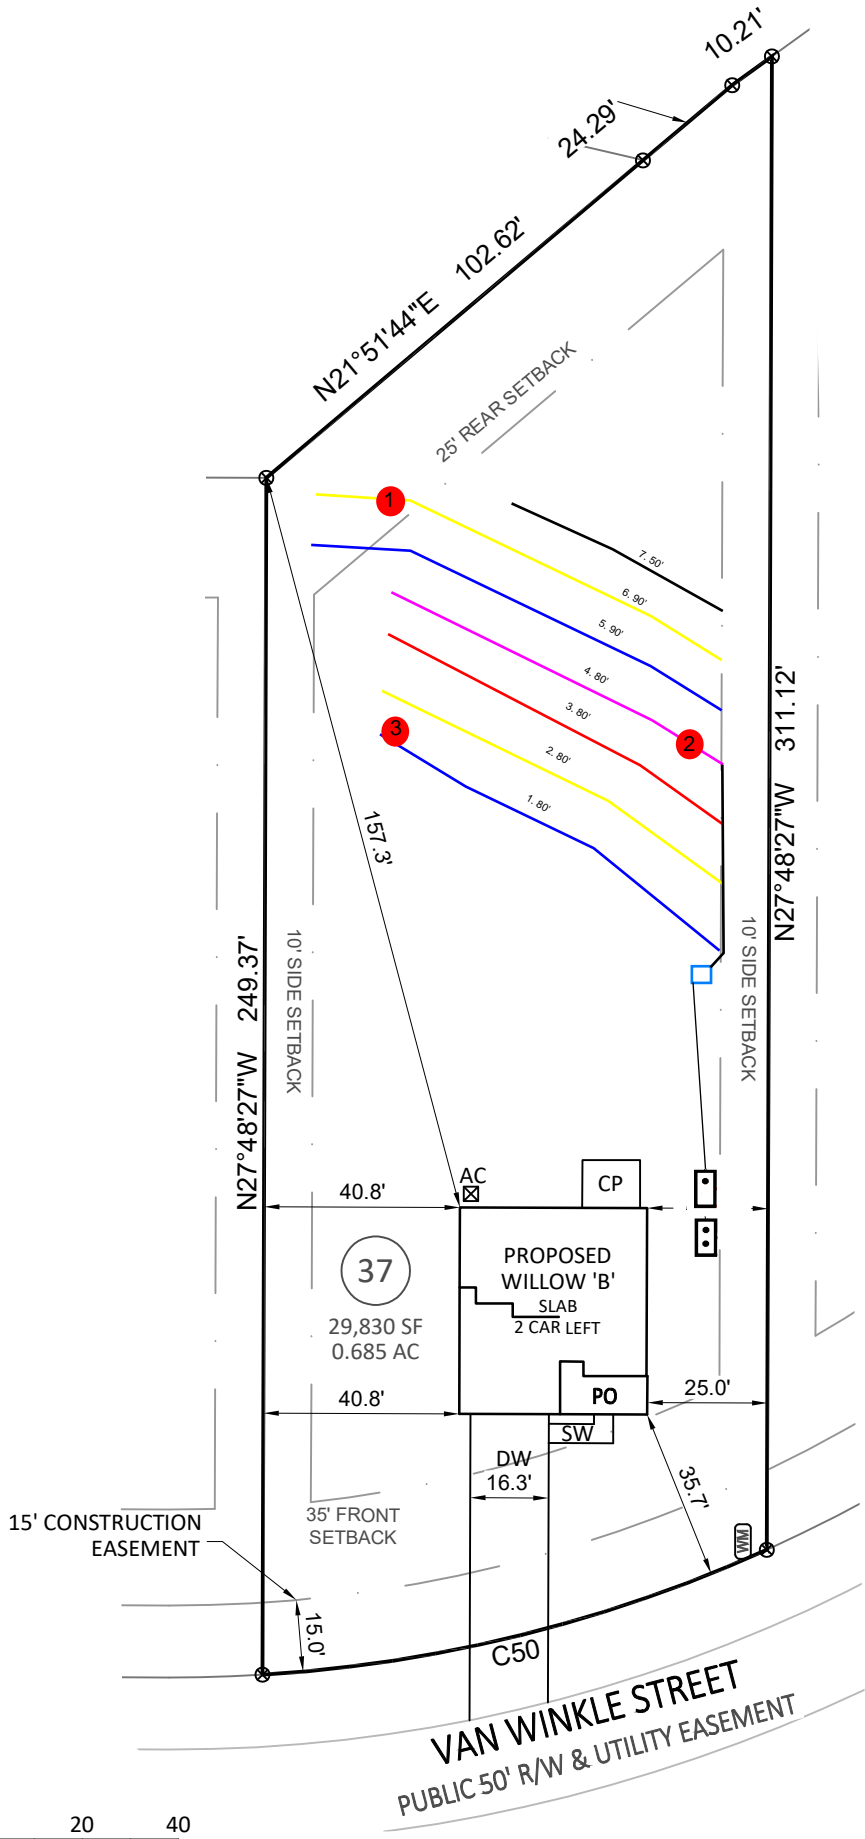 10.21'
24.29'
102.62'
N21°51'44"E
25' REAR SETBACK
1
7. 50'
6. 90'
5. 90'
4. 80'
3. 80'
2
3
2. 80'
1. 80'
N27°48'27"W 311.12'
157.3'
10' SIDE SETBACK
10' SIDE SETBACK
N27°48'27"W 249.37'
AC
CP
40.8'
PROPOSED
WILLOW 'B'
SLAB
2 CAR LEFT
37
29,830 SF
0.685 AC
40.8'
PO
25.0'
SW
DW
16.3'
35.7'
35' FRONT
SETBACK
15' CONSTRUCTION
EASEMENT
WM
15.0'
C50
VAN WINKLE STREET
PUBLIC 50' R/W & UTILITY EASEMENT
20 40